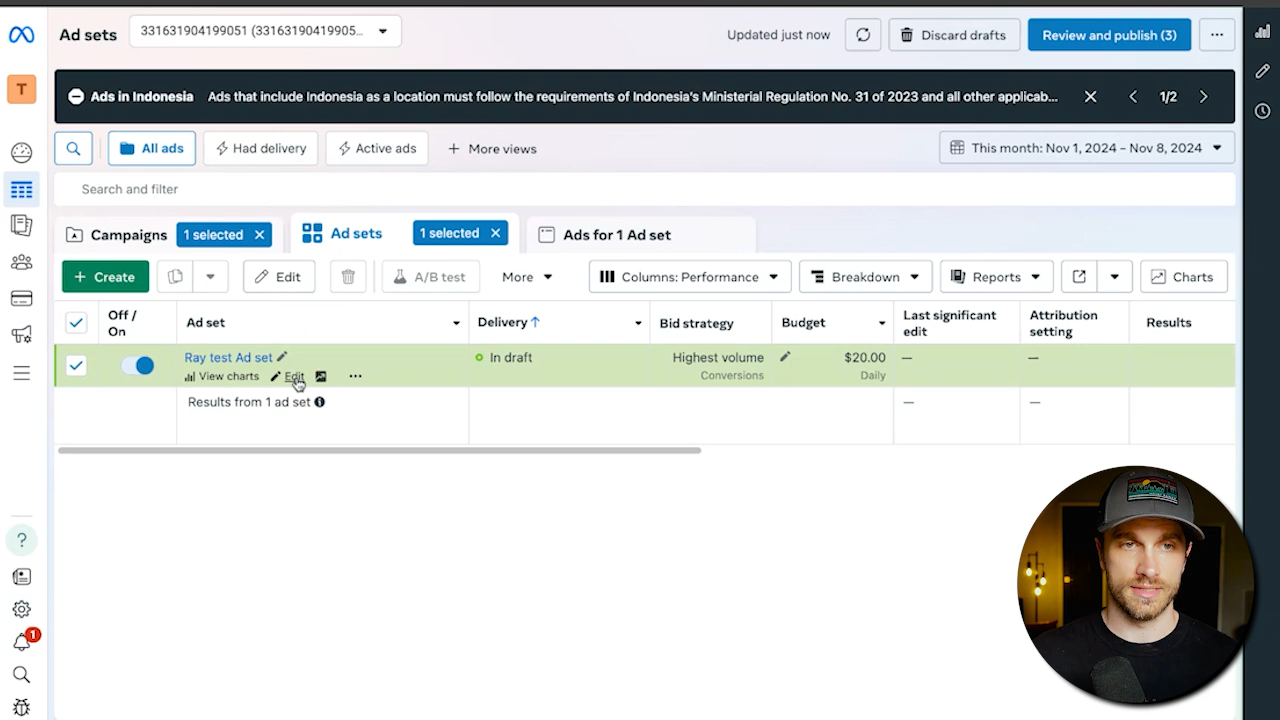 Ad sets
331631904199051 (33163190419905...
Updated just now
Discard drafts
Review and publish (3)
T
Ads in Indonesia Ads that include Indonesia as a location must follow the requirements of Indonesia's Ministerial Regulation No. 31 of 2023 and all other applicab...
1/2
All ads
Had delivery
Active ads
+ More views
This month: Nov 1, 2024 – Nov 8, 2024
Search and filter
Campaigns
1 selected
Ad sets
1 selected
Ads for 1 Ad set
+ Create
Edit
A/B test
More
Columns: Performance
Breakdown
Reports
Charts
Off / On
Ad set
Delivery ↑
Bid strategy
Budget
Last significant edit
Attribution setting
Results
Ray test Ad set
In draft
Highest volume
$20.00
—
—
View charts
Edit
Conversions
Daily
Results from 1 ad set
—
—
?
1